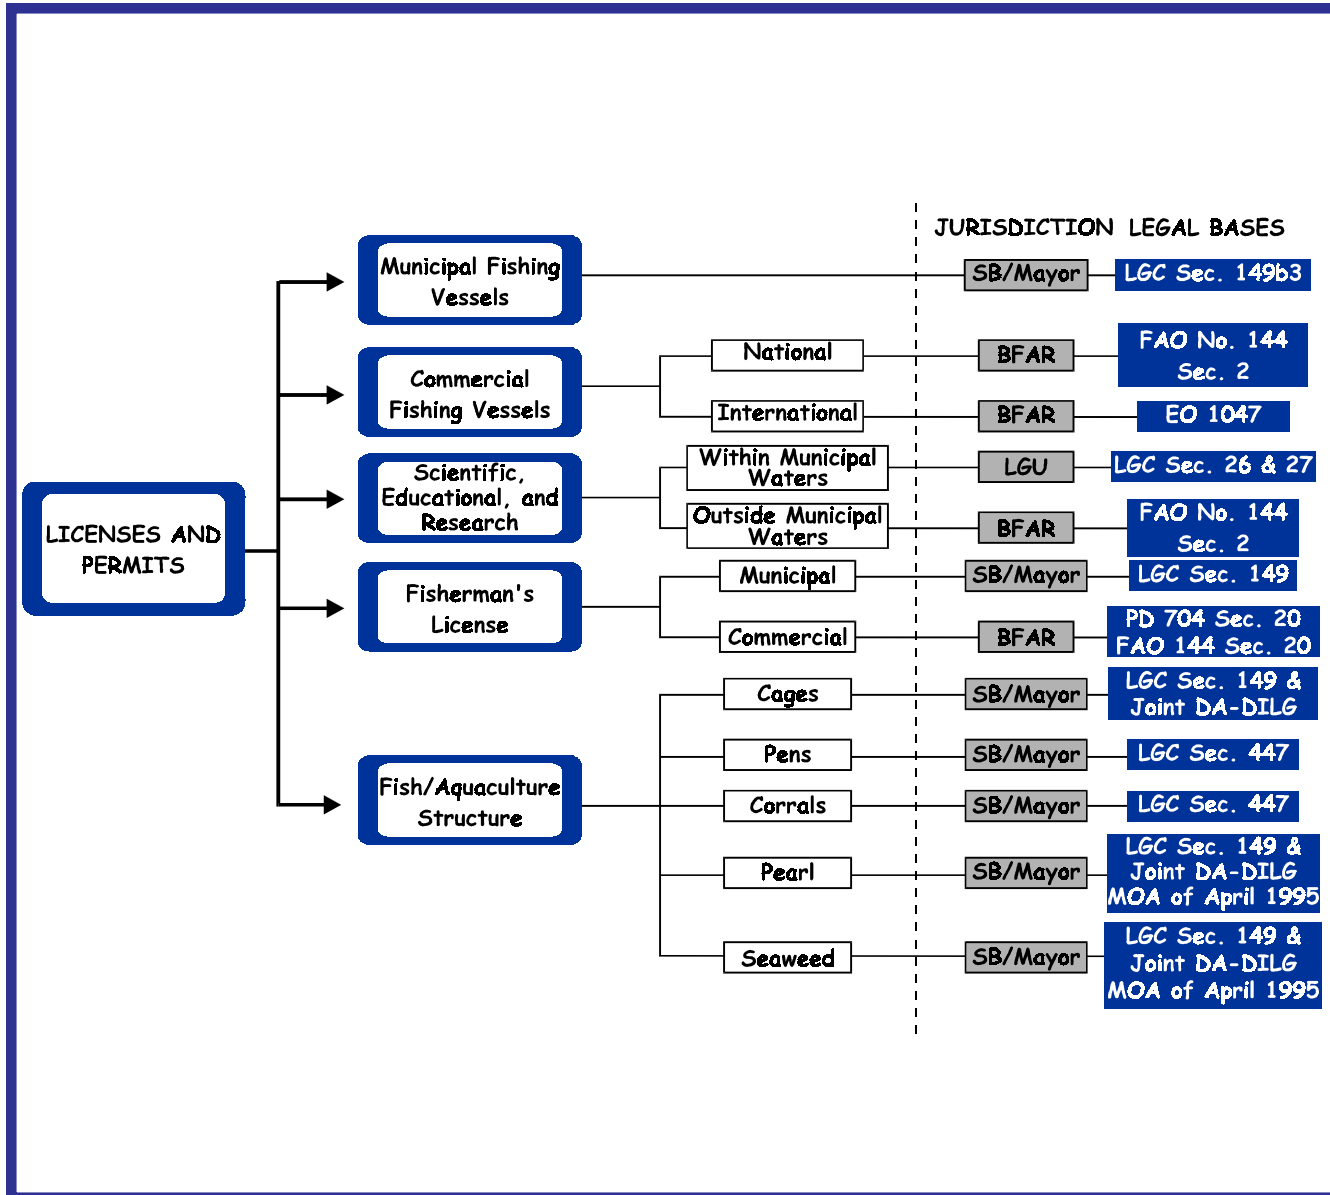 JURISDICTION LEGAL BASES
Municipal Fishing
Vessels
SB/Mayor
LGC Sec. 149b3
Commercial
Fishing Vessels
National
BFAR
FAO No. 144
Sec. 2
International
BFAR
EO 1047
Scientific,
Educational, and
Research
Within Municipal
Waters
LGU
LGC Sec. 26 & 27
Outside Municipal
Waters
BFAR
FAO No. 144
Sec. 2
LICENSES AND
PERMITS
Fisherman's
License
Municipal
SB/Mayor
LGC Sec. 149
Commercial
BFAR
PD 704 Sec. 20
FAO 144 Sec. 20
Fish/Aquaculture
Structure
Cages
SB/Mayor
LGC Sec. 149 &
Joint DA-DILG
Pens
SB/Mayor
LGC Sec. 447
Corrals
SB/Mayor
LGC Sec. 447
Pearl
SB/Mayor
LGC Sec. 149 &
Joint DA-DILG
MOA of April 1995
Seaweed
SB/Mayor
LGC Sec. 149 &
Joint DA-DILG
MOA of April 1995